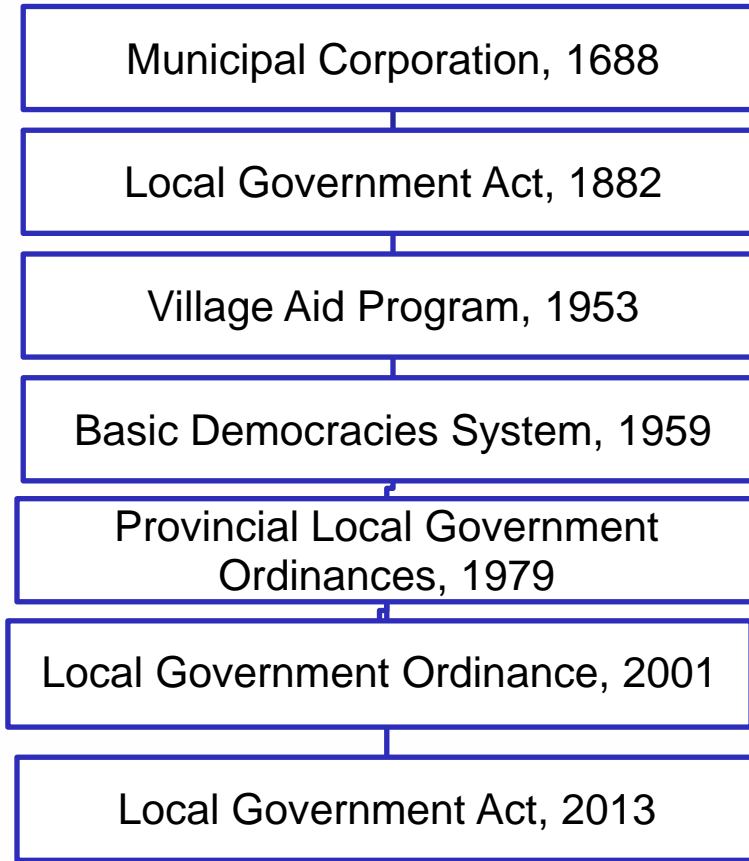 Municipal Corporation, 1688
Local Government Act, 1882
Village Aid Program, 1953
Basic Democracies System, 1959
Provincial Local Government
Ordinances, 1979
Local Government Ordinance, 2001
Local Government Act, 2013